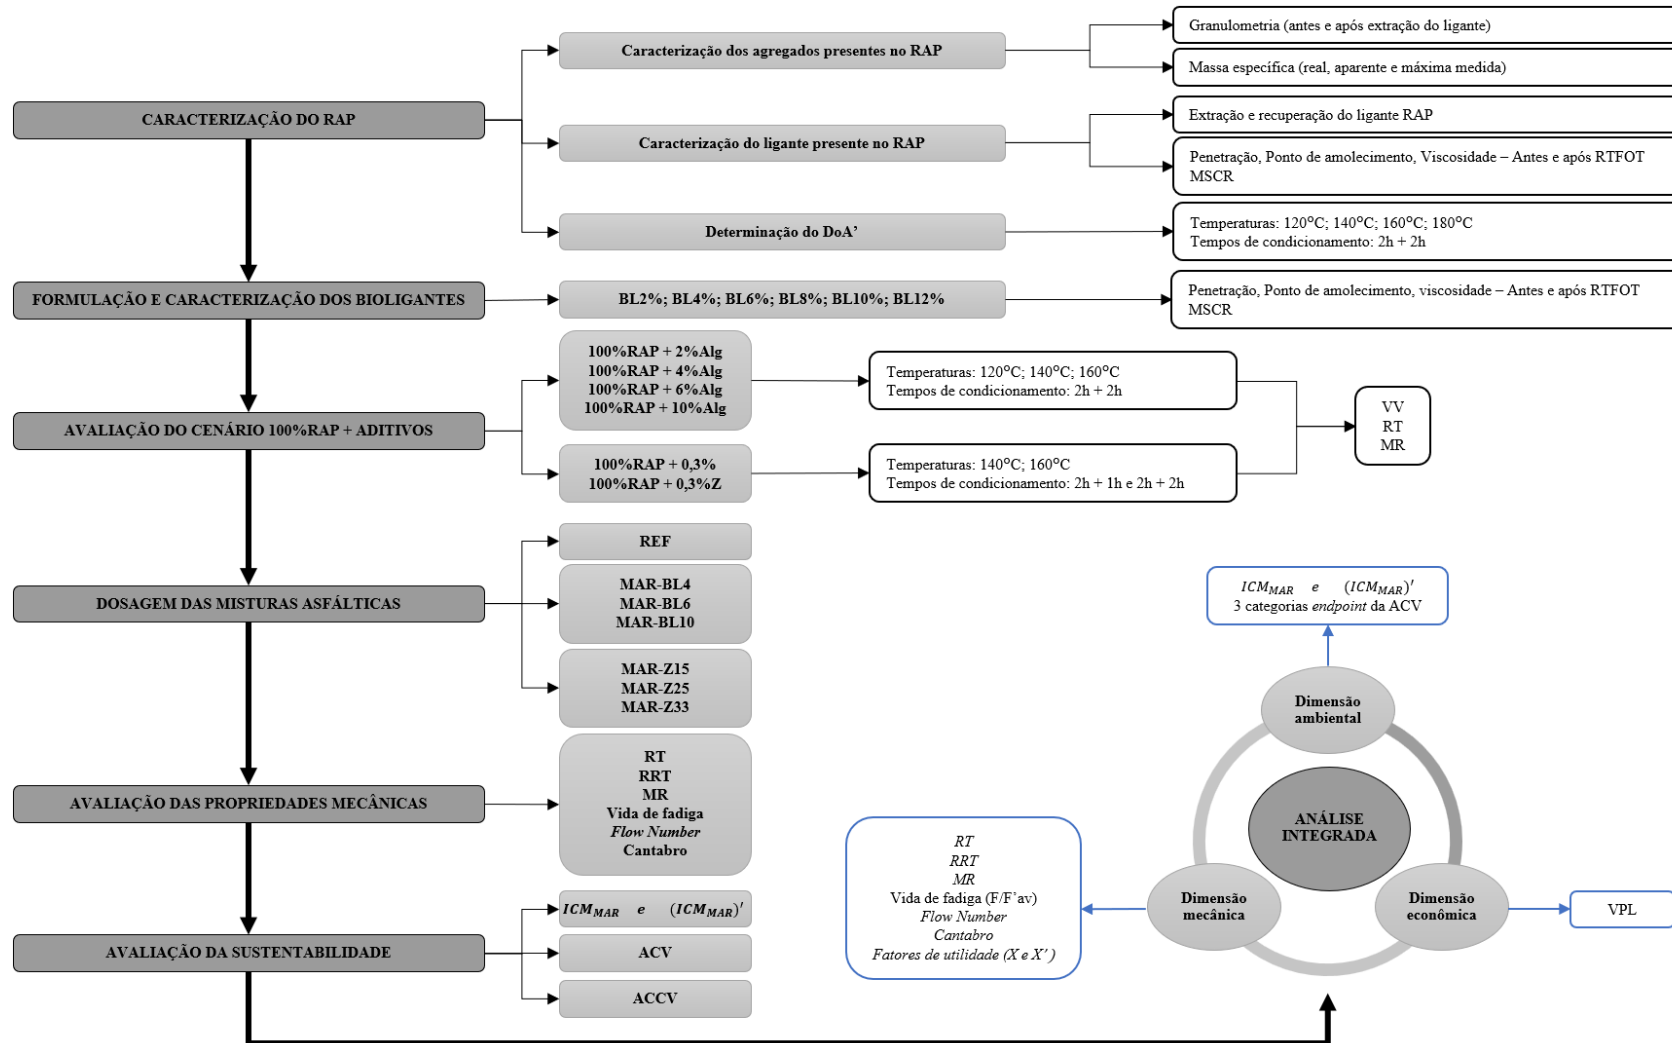 CARACTERIZAÇÃO DO RAP
Caracterização dos agregados presentes no RAP
Granulometria (antes e após extração do ligante)
Massa específica (real, aparente e máxima medida)
Caracterização do ligante presente no RAP
Extração e recuperação do ligante RAP
Penetração, Ponto de amolecimento, Viscosidade – Antes e após RTFOT
MSCR
Determinação do DoA’
Temperaturas: 120°C; 140°C; 160°C; 180°C
Tempos de condicionamento: 2h + 2h
FORMULAÇÃO E CARACTERIZAÇÃO DOS BIOLIGANTES
BL2%; BL4%; BL6%; BL8%; BL10%; BL12%
Penetração, Ponto de amolecimento, viscosidade – Antes e após RTFOT
MSCR
AVALIAÇÃO DO CENÁRIO 100%RAP + ADITIVOS
100%RAP + 2%Alg
100%RAP + 4%Alg
100%RAP + 6%Alg
100%RAP + 10%Alg
Temperaturas: 120°C; 140°C; 160°C
Tempos de condicionamento: 2h + 2h
100%RAP + 0,3%
100%RAP + 0,3%Z
Temperaturas: 140°C; 160°C
Tempos de condicionamento: 2h + 1h e 2h + 2h
VV
RT
MR
DOSAGEM DAS MISTURAS ASFÁLTICAS
REF
MAR-BL4
MAR-BL6
MAR-BL10
MAR-Z15
MAR-Z25
MAR-Z33
AVALIAÇÃO DAS PROPRIEDADES MECÂNICAS
RT
RRT
MR
Vida de fadiga
Flow Number
Cantabro
AVALIAÇÃO DA SUSTENTABILIDADE
ICM_MAR e (ICM_MAR)′
ACV
ACCV
ICM_MAR e (ICM_MAR)′
3 categorias endpoint da ACV
Dimensão
ambiental
ANÁLISE
INTEGRADA
Dimensão
mecânica
Dimensão
econômica
RT
RRT
MR
Vida de fadiga (F/F’av)
Flow Number
Cantabro
Fatores de utilidade (X e X′)
VPL